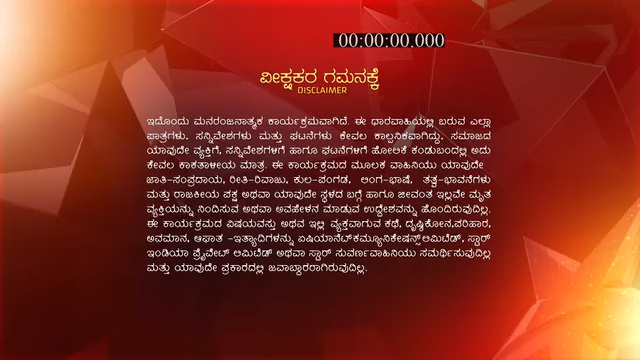 00:00:00.000
ವೀಕ್ಷಕರ ಗಮನಕ್ಕೆ
DISCLAIMER
ಇದೊಂದು ಮನರಂಜನಾತ್ಮಕ ಕಾರ್ಯಕ್ರಮವಾಗಿದೆ. ಈ ಧಾರವಾಹಿಯಲ್ಲಿ ಬರುವ ಎಲ್ಲಾ
ಪಾತ್ರಗಳು, ಸನ್ನಿವೇಶಗಳು ಮತ್ತು ಘಟನೆಗಳು ಕೇವಲ ಕಾಲ್ಪನಿಕವಾಗಿದ್ದು, ಸಮಾಜದ
ಯಾವುದೇ ವ್ಯಕ್ತಿಗೆ, ಸನ್ನಿವೇಶಗಳಿಗೆ ಹಾಗೂ ಘಟನೆಗಳಿಗೆ ಹೋಲಿಕೆ ಕಂಡುಬಂದಲ್ಲಿ ಅದು
ಕೇವಲ ಕಾಕತಾಳೀಯ ಮಾತ್ರ. ಈ ಕಾರ್ಯಕ್ರಮದ ಮೂಲಕ ವಾಹಿನಿಯು ಯಾವುದೇ
ಜಾತಿ-ಸಂಪ್ರದಾಯ, ರೀತಿ-ರಿವಾಜು, ಕುಲ-ಪಂಗಡ, ಲಿಂಗ-ಭಾಷೆ, ತತ್ವ-ಭಾವನೆಗಳು
ಮತ್ತು ರಾಜಕೀಯ ಪಕ್ಷ ಅಥವಾ ಯಾವುದೇ ಸ್ಥಳದ ಬಗ್ಗೆ ಹಾಗೂ ಜೀವಂತ ಇಲ್ಲವೇ ಮೃತ
ವ್ಯಕ್ತಿಯನ್ನು ನಿಂದಿಸುವ ಅಥವಾ ಅವಹೇಳನ ಮಾಡುವ ಉದ್ದೇಶವನ್ನು ಹೊಂದಿರುವುದಿಲ್ಲ.
ಈ ಕಾರ್ಯಕ್ರಮದ ವಿಷಯವಸ್ತು ಅಥವ ಇಲ್ಲಿ ವ್ಯಕ್ತವಾಗುವ ಕಥೆ, ದೃಷ್ಟಿಕೋನ,ಪರಿಹಾರ,
ಅವಮಾನ, ಆಘಾತ -ಇತ್ಯಾದಿಗಳನ್ನು ಏಷಿಯಾನೆಟ್‌ಕಮ್ಯೂನಿಕೇಷನ್ಸ್‌ಲಿಮಿಟೆಡ್, ಸ್ಟಾರ್
ಇಂಡಿಯಾ ಪ್ರೈವೇಟ್ ಲಿಮಿಟೆಡ್ ಅಥವಾ ಸ್ಟಾರ್ ಸುವರ್ಣವಾಹಿನಿಯು ಸಮರ್ಥಿಸುವುದಿಲ್ಲ
ಮತ್ತು ಯಾವುದೇ ಪ್ರಕಾರದಲ್ಲಿ ಜವಾಬ್ದಾರರಾಗಿರುವುದಿಲ್ಲ.